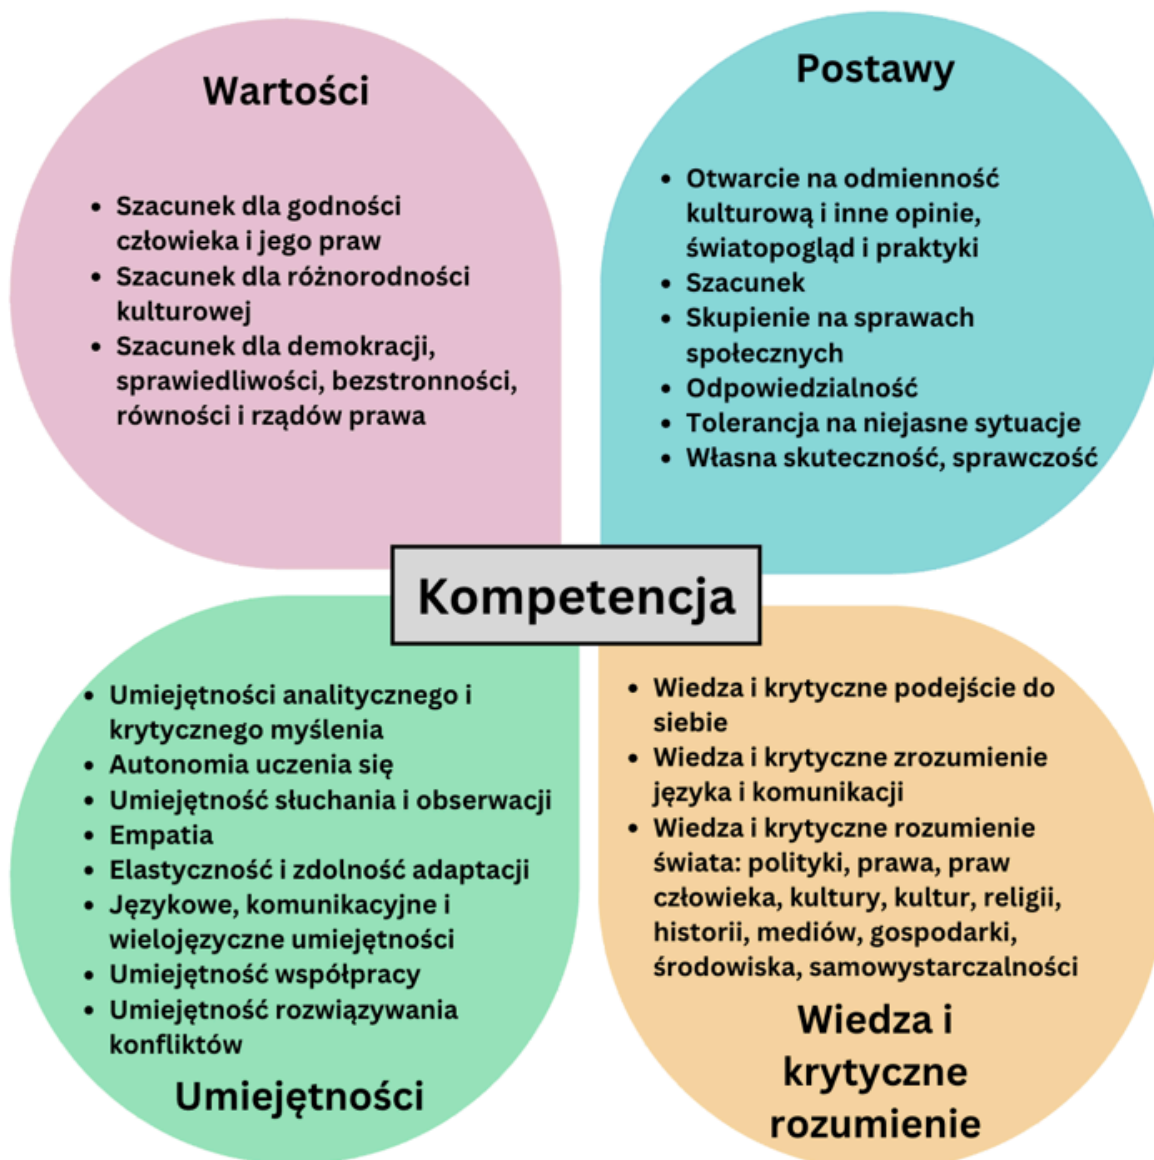 Wartości
• Szacunek dla godności
człowieka i jego praw
• Szacunek dla różnorodności
kulturowej
• Szacunek dla demokracji,
sprawiedliwości, bezstronności,
równości i rządów prawa
Postawy
• Otwarcie na odmienność
kulturową i inne opinie,
światopogląd i praktyki
• Szacunek
• Skupienie na sprawach
społecznych
• Odpowiedzialność
• Tolerancja na niejasne sytuacje
• Własna skuteczność, sprawczość
Kompetencja
• Umiejętności analitycznego i
krytycznego myślenia
• Autonomia uczenia się
• Umiejętność słuchania i obserwacji
• Empatia
• Elastyczność i zdolność adaptacji
• Językowe, komunikacyjne i
wielojęzyczne umiejętności
• Umiejętność współpracy
• Umiejętność rozwiązywania
konfliktów
Umiejętności
• Wiedza i krytyczne podejście do
siebie
• Wiedza i krytyczne zrozumienie
języka i komunikacji
• Wiedza i krytyczne rozumienie
świata: polityki, prawa, praw
człowieka, kultury, kultur, religii,
historii, mediów, gospodarki,
środowiska, samowystarczalności
Wiedza i
krytyczne
rozumienie